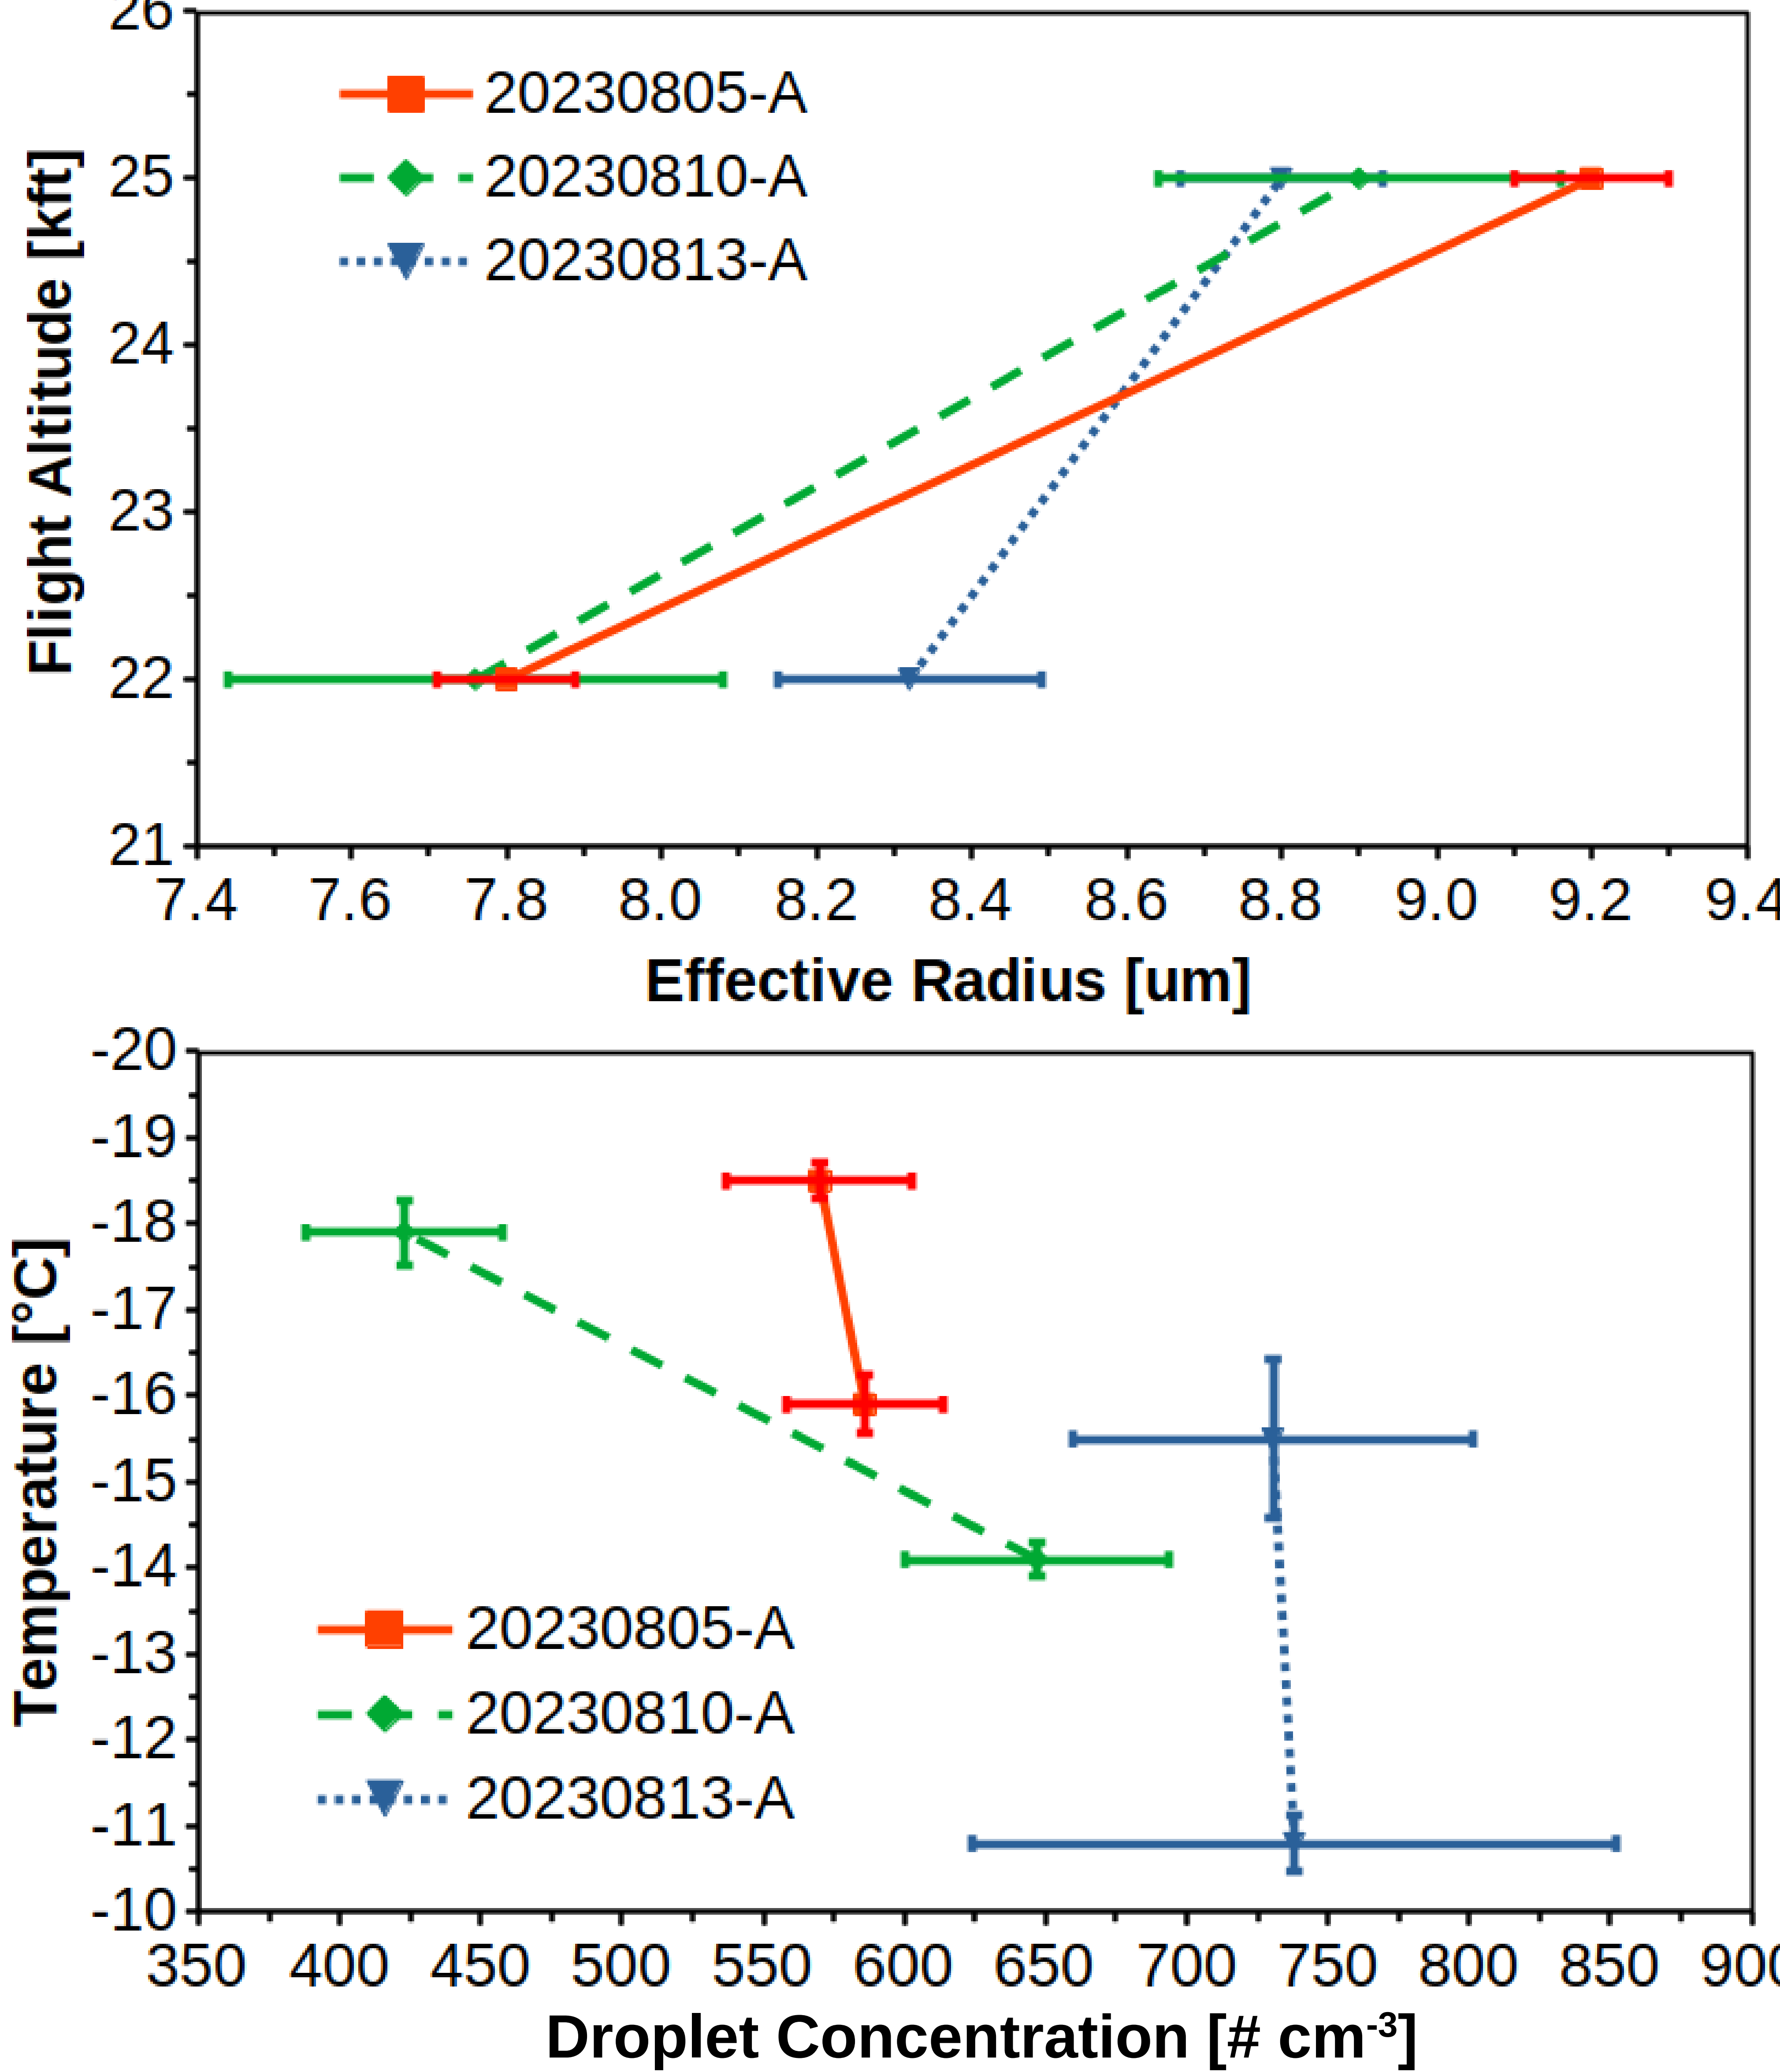 26
25
24
23
22
21
Flight Altitude [kft]
20230805-A
20230810-A
20230813-A
7.4 7.6 7.8 8.0 8.2 8.4 8.6 8.8 9.0 9.2 9.4
Effective Radius [um]
-20
-19
-18
-17
-16
-15
-14
-13
-12
-11
-10
Temperature [°C]
20230805-A
20230810-A
20230813-A
350 400 450 500 550 600 650 700 750 800 850 900
Droplet Concentration [# cm⁻³]